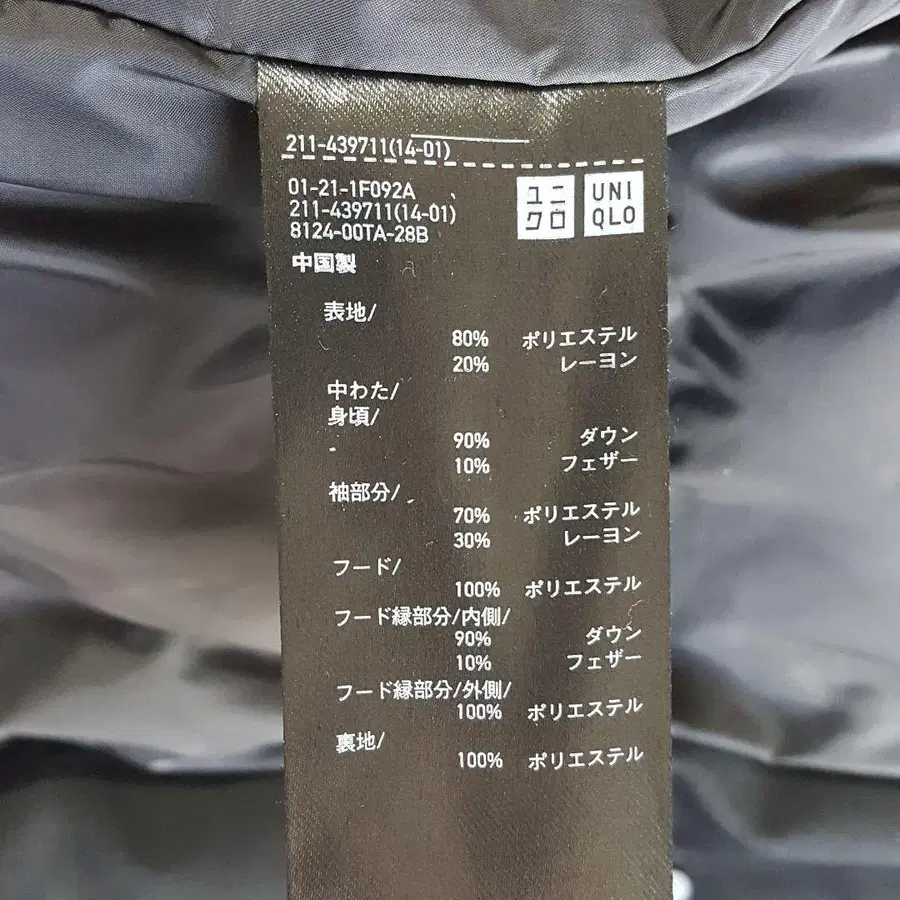 211-439711(14-01)
01-21-1F092A
211-439711(14-01)
8124-00TA-28B
ユニ
クロ
UNI
QLO
中国製
表地/
80% ポリエステル
20% レーヨン
中わた/
身頃/
90% ダウン
10% フェザー
袖部分/
70% ポリエステル
30% レーヨン
フード/
100% ポリエステル
フード縁部分/内側/
90% ダウン
10% フェザー
フード縁部分/外側/
100% ポリエステル
裏地/
100% ポリエステル